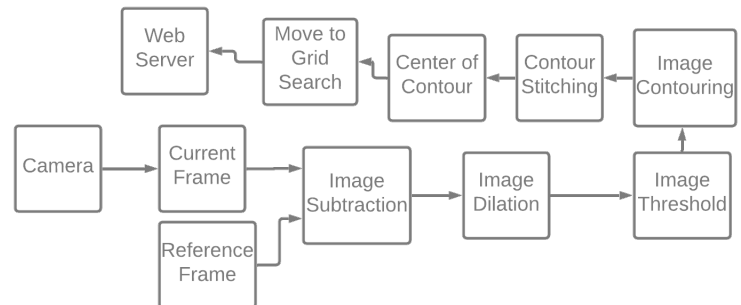 Web
Server
Move to
Grid
Search
Center of
Contour
Contour
Stitching
Image
Contouring
Camera
Current
Frame
Image
Subtraction
Image
Dilation
Image
Threshold
Reference
Frame